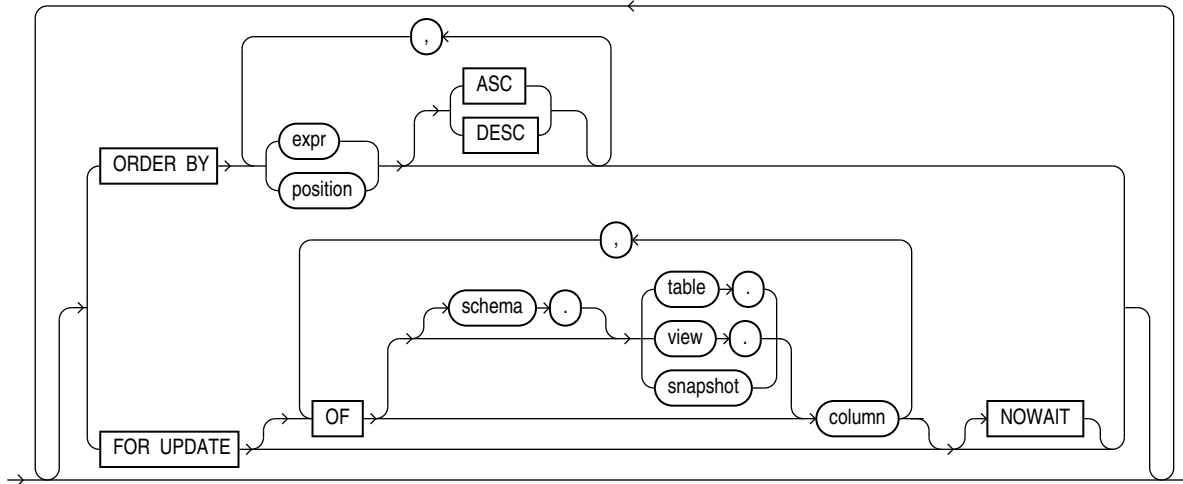 ,
ASC
DESC
ORDER BY
expr
position
,
schema .
table .
view .
snapshot
OF
column
NOWAIT
FOR UPDATE